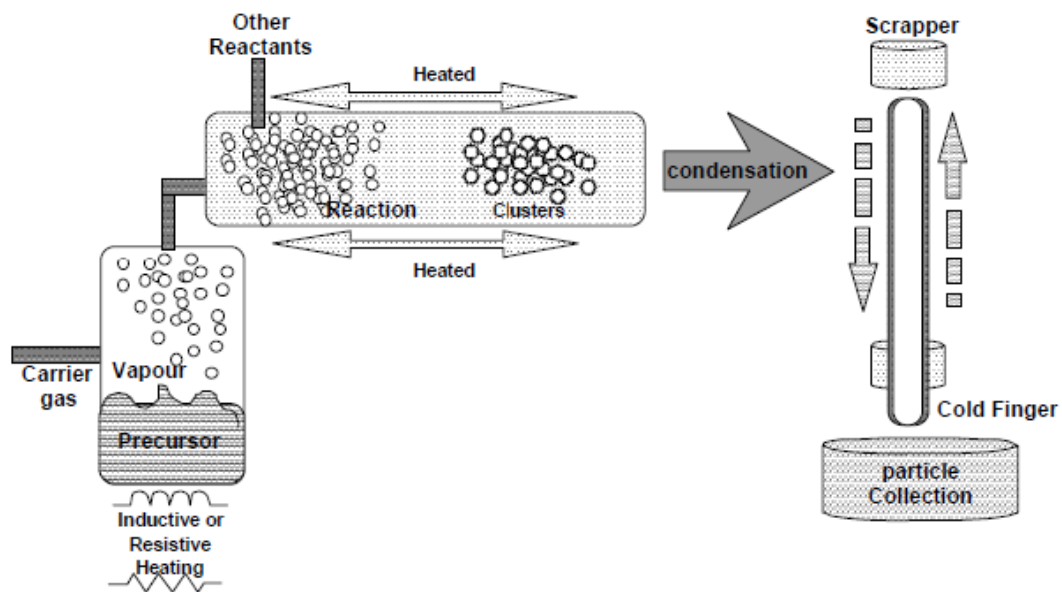 Other
Reactants
Heated
Reaction
Clusters
Heated
Carrier
gas
Vapour
Precursor
Inductive or
Resistive
Heating
condensation
Scrapper
Cold Finger
particle
Collection